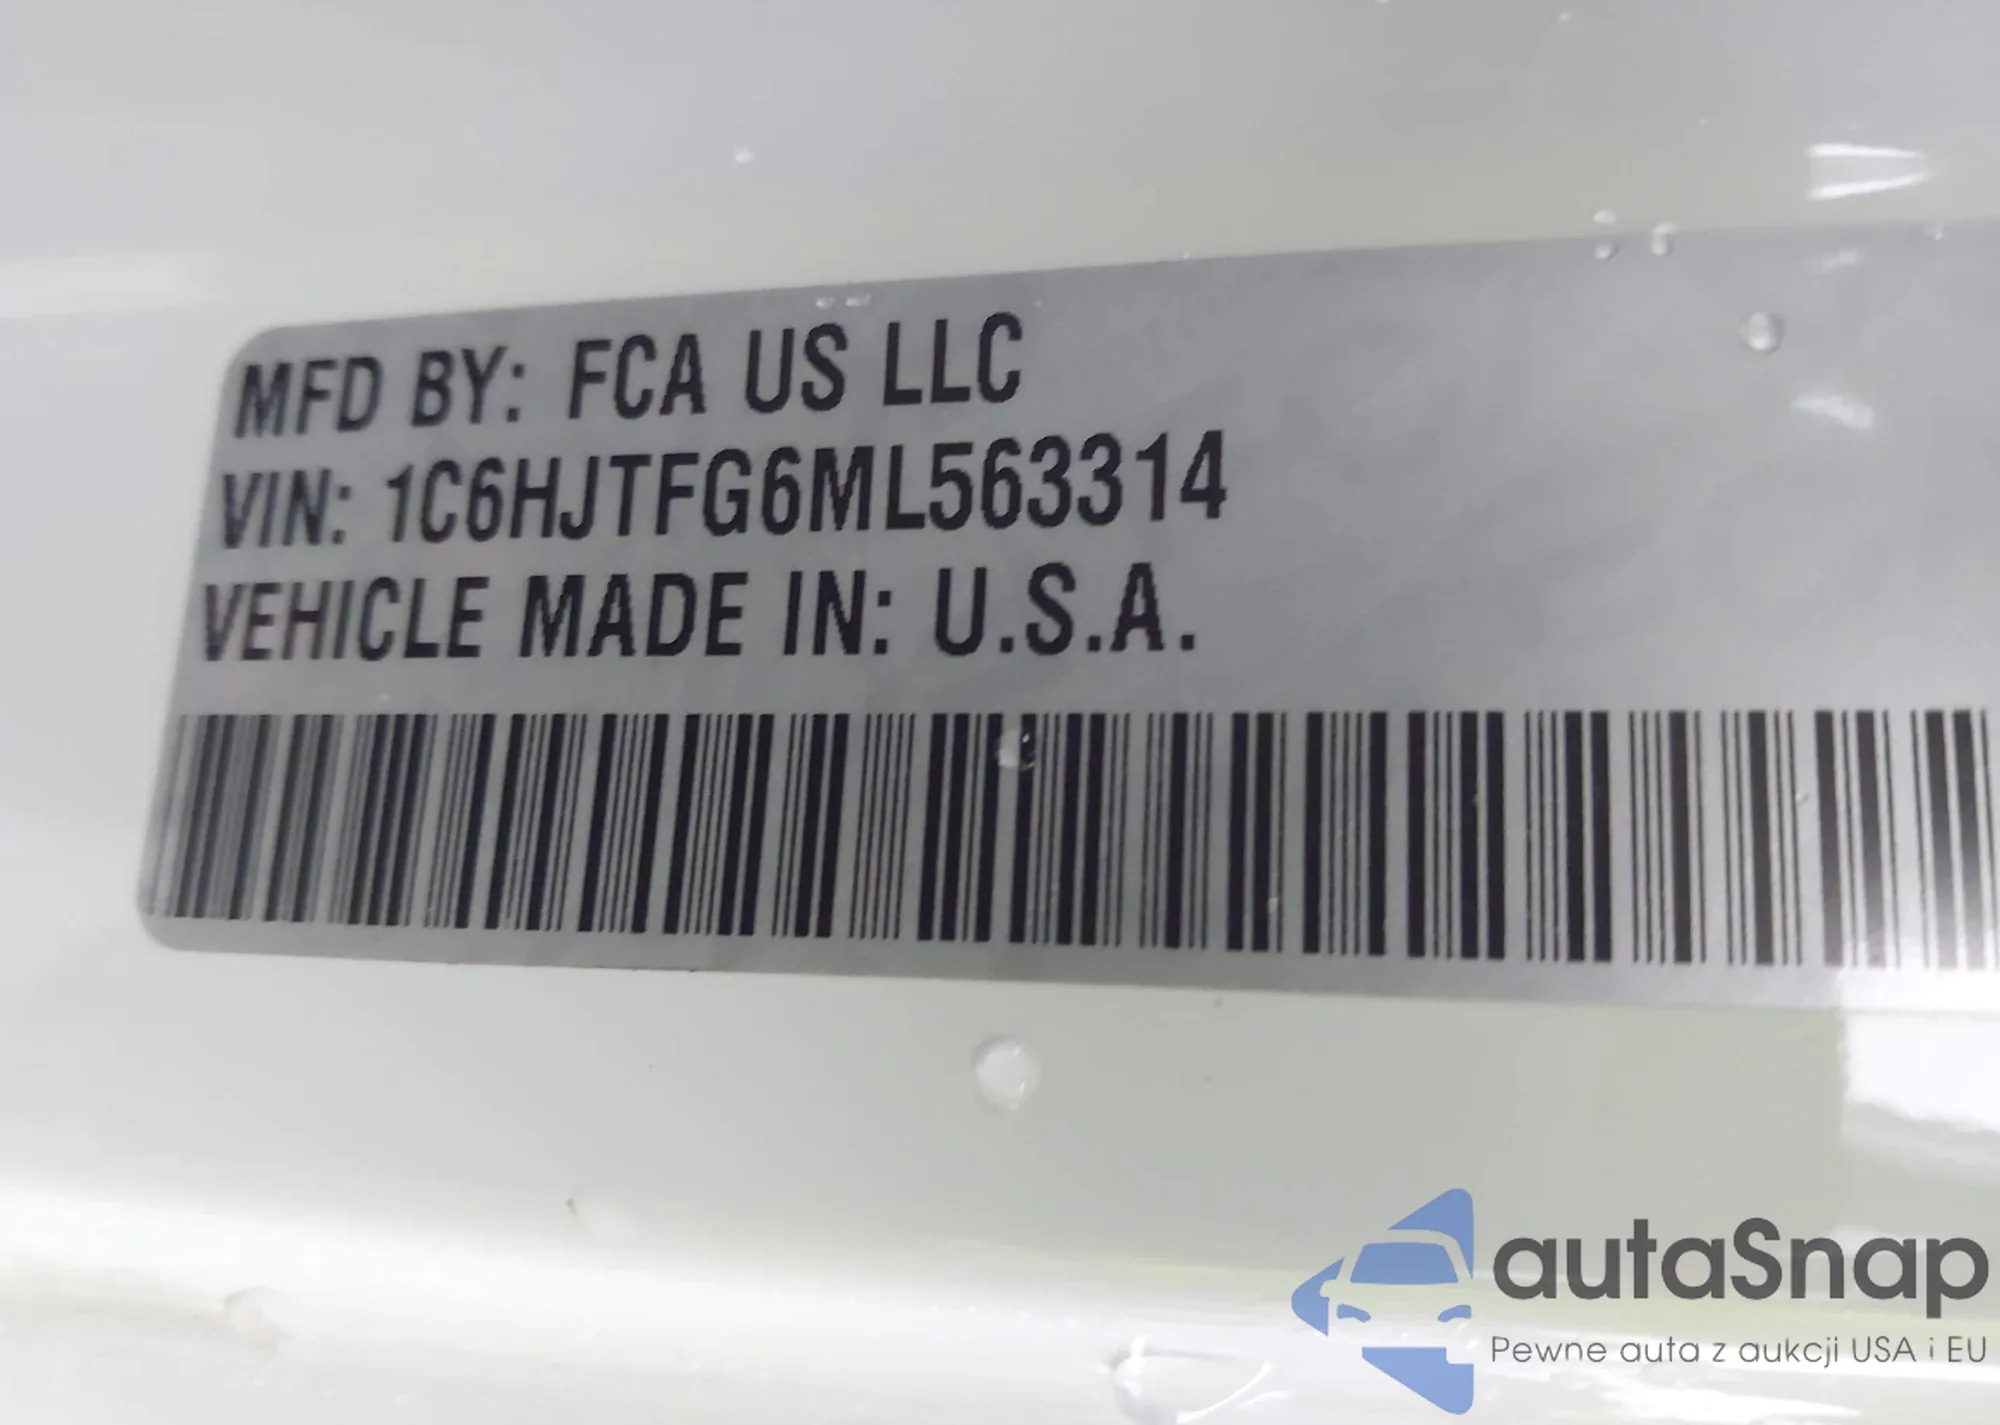 MFD BY: FCA US LLC
VIN: 1C6HJTFG6ML563314
VEHICLE MADE IN: U.S.A.
autaSnap
Pewne auta z aukcji USA i EU